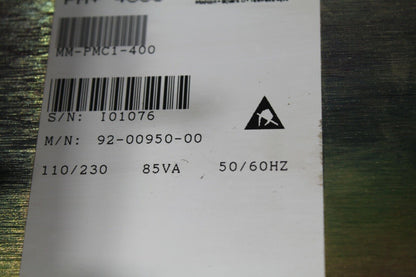 MM-PMC1-400
S/N: I01076
M/N: 92-00950-00
110/230 85VA 50/60HZ